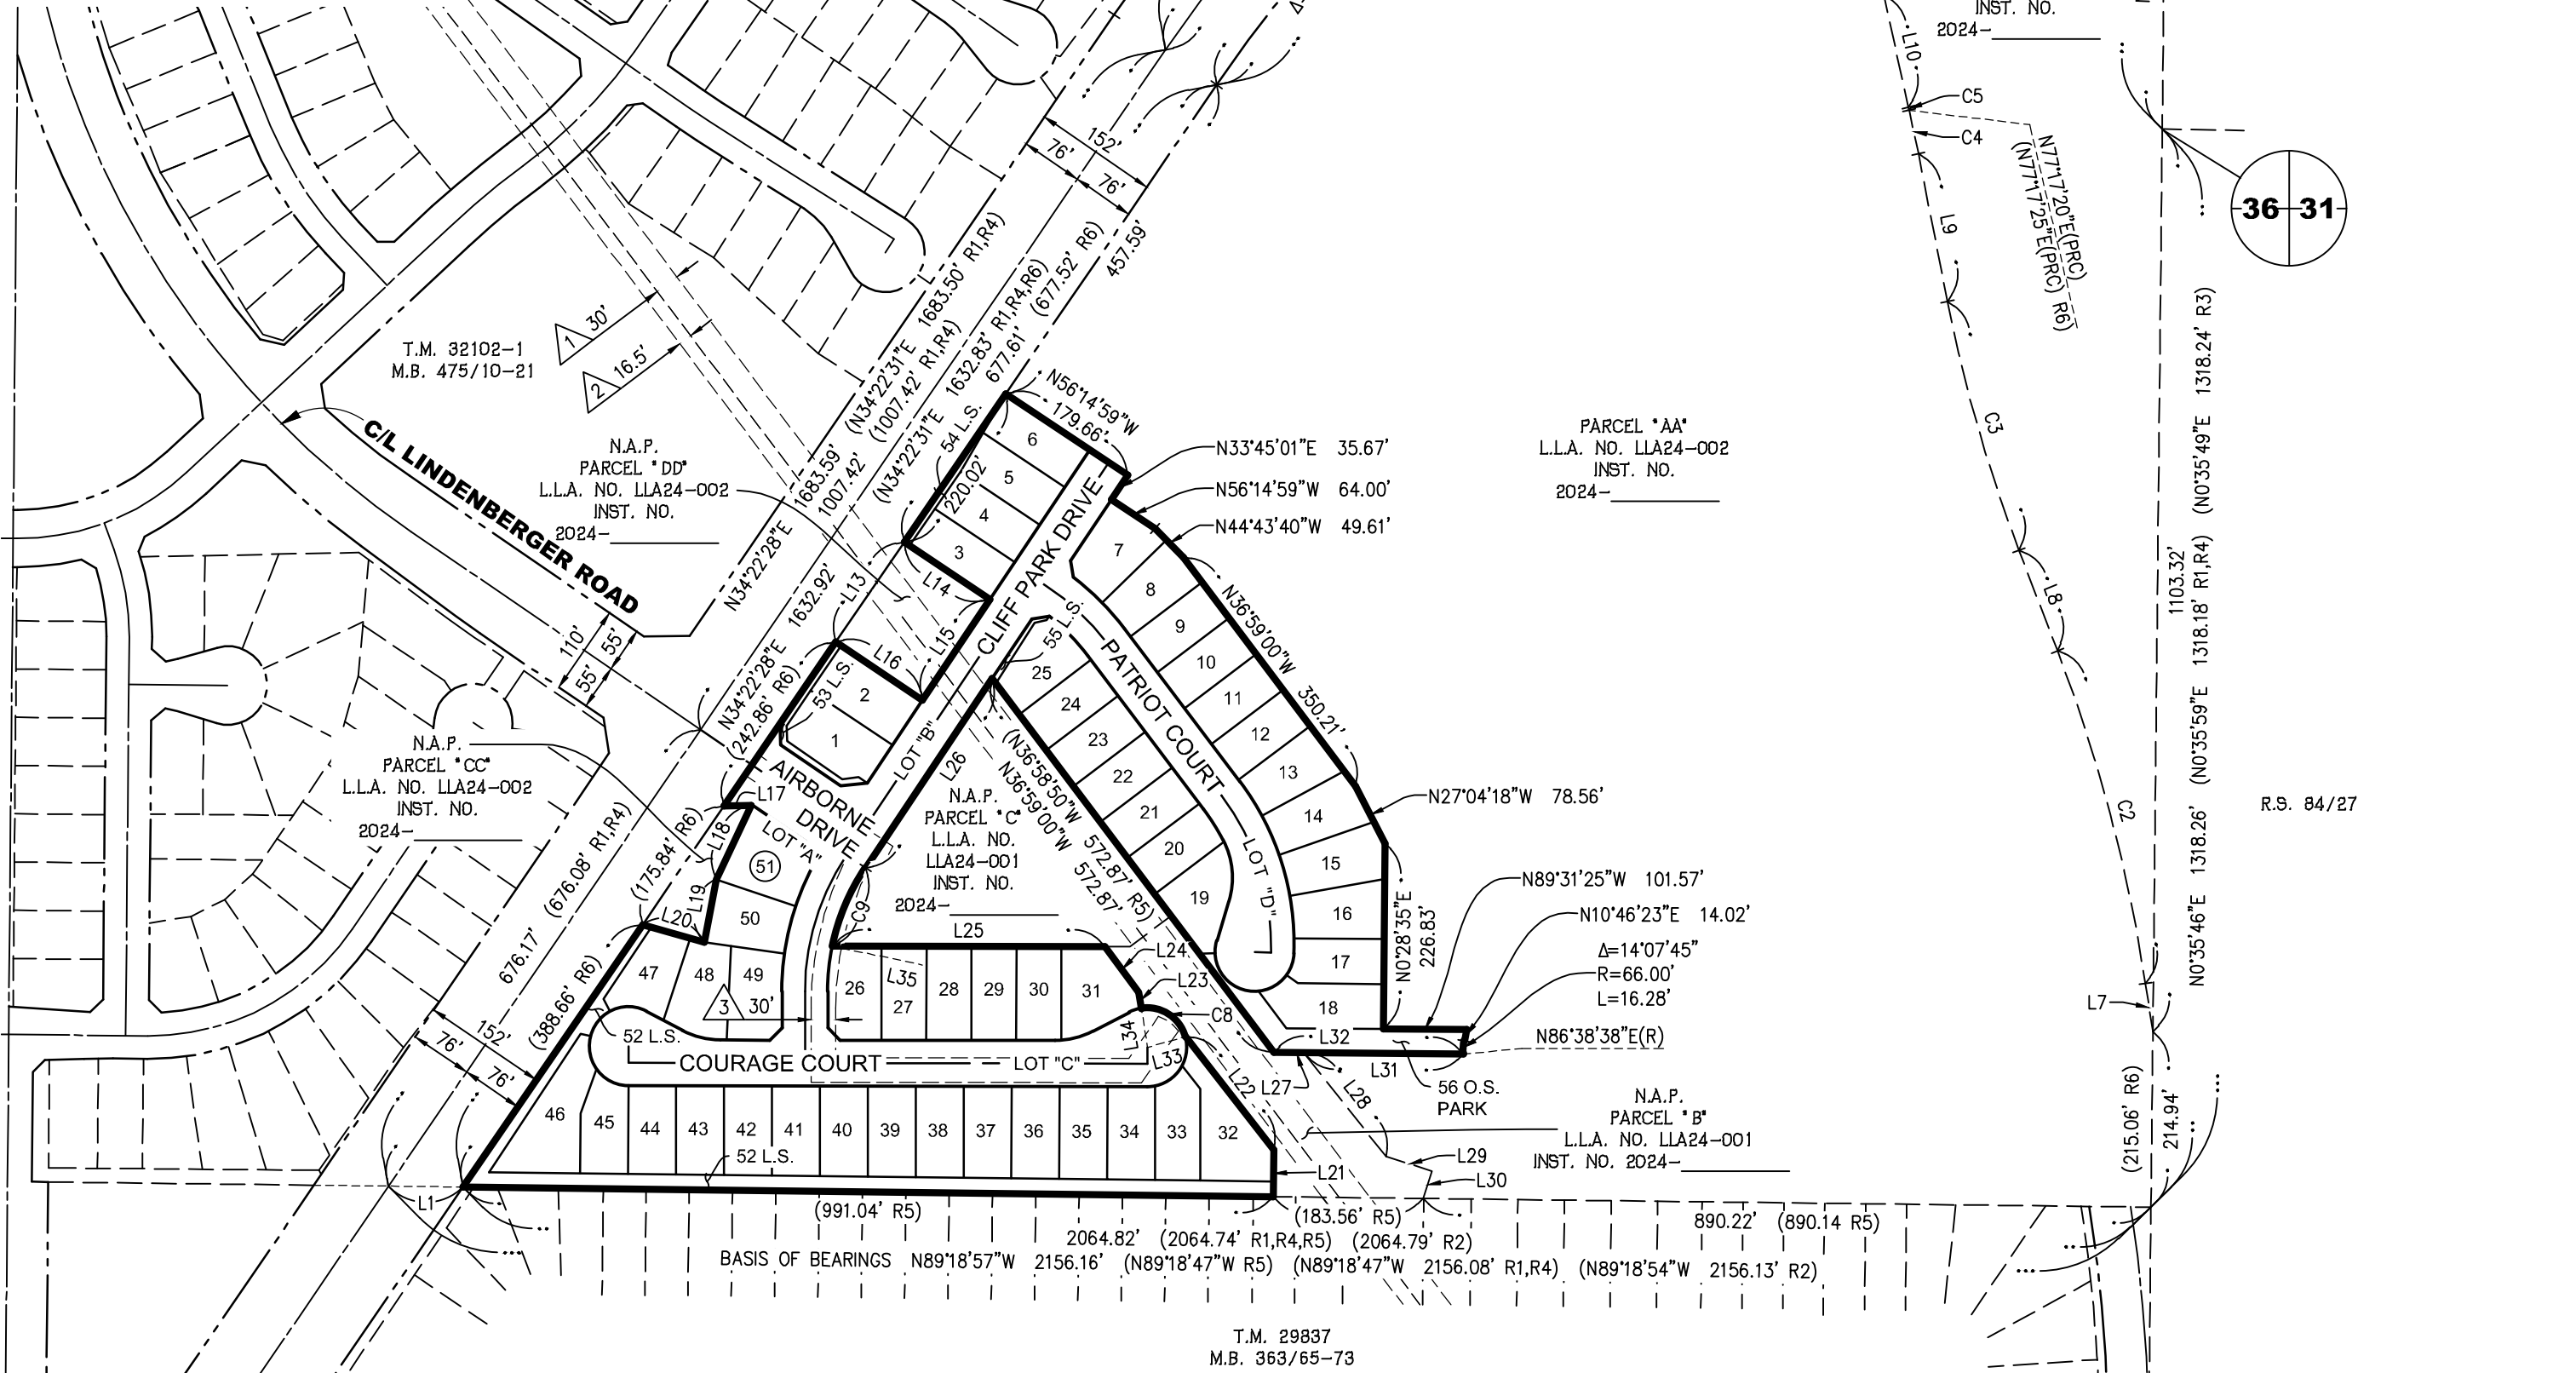 INST. NO.
2024-
L10
C5
C4
N77°17'20"E(PRC)
(N77°17'25"E(PRC) R6)
L9
36 31
152'
76'
76'
(N34°22'31"E 1683.50' R1,R4)
(1007.42' R1,R4)
(N34°22'31"E 1632.83' R1,R4,R6)
677.61' (677.52' R6)
457.59'
T.M. 32102-1
M.B. 475/10-21
1 30'
2 16.5'
C/L LINDENBERGER ROAD
N.A.P.
PARCEL "DD"
L.L.A. NO. LLA24-002
INST. NO.
2024-
N34°22'28"E 1683.59'
1007.42'
N34°22'28"E 1632.92'
(242.86' R6)
54 L.S.
220.02'
N56°14'59"W
179.66'
N33°45'01"E 35.67'
N56°14'59"W 64.00'
N44°43'40"W 49.61'
PARCEL "AA"
L.L.A. NO. LLA24-002
INST. NO.
2024-
C3
(N0°35'49"E 1318.24' R3)
1103.32'
N0°35'46"E 1318.26' (N0°35'59"E 1318.18' R1,R4)
R.S. 84/27
L8
C2
L7
(215.06' R6)
214.94'
6
5
4
3
L13
L14
L15
L16
CLIFF PARK DRIVE
7
8
9
10
11
12
13
14
15
16
17
18
N36°59'00"W 350.21'
N27°04'18"W 78.56'
N0°28'35"E
226.83'
N89°31'25"W 101.57'
N10°46'23"E 14.02'
Δ=14°07'45"
R=66.00'
L=16.28'
N86°38'38"E(R)
55 L.S.
PATRIOT COURT
LOT "D"
25
24
23
22
21
20
19
(N36°58'50"W 572.87' R5)
N36°59'00"W 572.87'
110'
55'
55'
53 L.S.
2
1
LOT "B"
L26
AIRBORNE
DRIVE
L17
LOT "A"
L18
51
L19
L20
50
(175.84' R6)
N.A.P.
PARCEL "CC"
L.L.A. NO. LLA24-002
INST. NO.
2024-
N.A.P.
PARCEL "C"
L.L.A. NO.
LLA24-001
INST. NO.
2024-
C9
L25
L24
L23
C8
L35
676.17' (676.08' R1,R4)
(388.66' R6)
152'
76'
76'
47
48
49
3 30'
26
27
28
29
30
31
52 L.S.
COURAGE COURT
LOT "C"
L34
L33
L22
L27
L32
L31
56 O.S.
PARK
L28
L29
L30
N.A.P.
PARCEL "B"
L.L.A. NO. LLA24-001
INST. NO. 2024-
46
45
44
43
42
41
40
39
38
37
36
35
34
33
32
52 L.S.
L21
L1
(991.04' R5)
(183.56' R5)
890.22' (890.14 R5)
2064.82' (2064.74' R1,R4,R5) (2064.79' R2)
BASIS OF BEARINGS N89°18'57"W 2156.16' (N89°18'47"W R5) (N89°18'47"W 2156.08' R1,R4) (N89°18'54"W 2156.13' R2)
T.M. 29837
M.B. 363/65-73